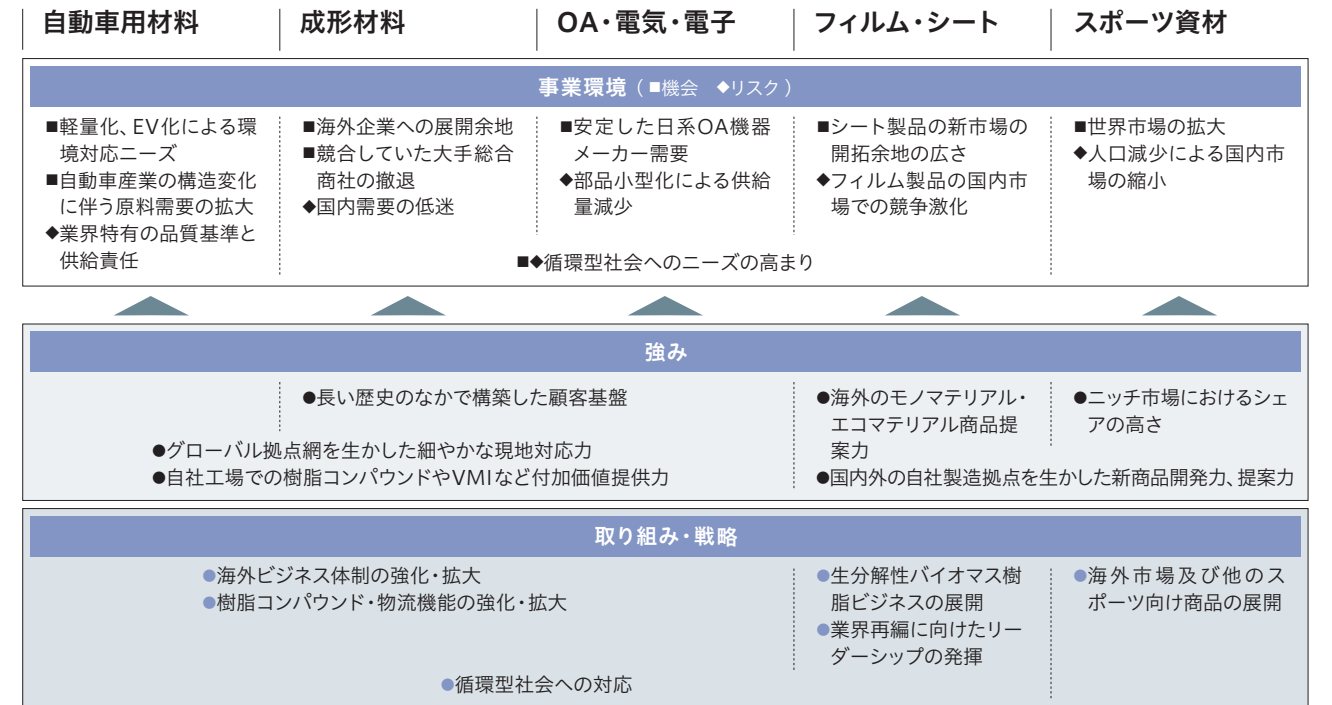 自動車用材料
成形材料
OA・電気・電子
フィルム・シート
スポーツ資材
事業環境（■機会　◆リスク）
■軽量化、EV化による環
境対応ニーズ
■自動車産業の構造変化
に伴う原料需要の拡大
◆業界特有の品質基準と
供給責任
■海外企業への展開余地
■競合していた大手総合
商社の撤退
◆国内需要の低迷
■安定した日系OA機器
メーカー需要
◆部品小型化による供給
量減少
■シート製品の新市場の
開拓余地の広さ
◆フィルム製品の国内市
場での競争激化
■世界市場の拡大
◆人口減少による国内市
場の縮小
■◆循環型社会へのニーズの高まり
強み
●長い歴史のなかで構築した顧客基盤
●グローバル拠点網を生かした細やかな現地対応力
●自社工場での樹脂コンパウンドやVMIなど付加価値提供力
●海外のモノマテリアル・
エコマテリアル商品提
案力
●ニッチ市場におけるシェ
アの高さ
●国内外の自社製造拠点を生かした新商品開発力、提案力
取り組み・戦略
●海外ビジネス体制の強化・拡大
●樹脂コンパウンド・物流機能の強化・拡大
●生分解性バイオマス樹
脂ビジネスの展開
●業界再編に向けたリー
ダーシップの発揮
●海外市場及び他のス
ポーツ向け商品の展開
●循環型社会への対応